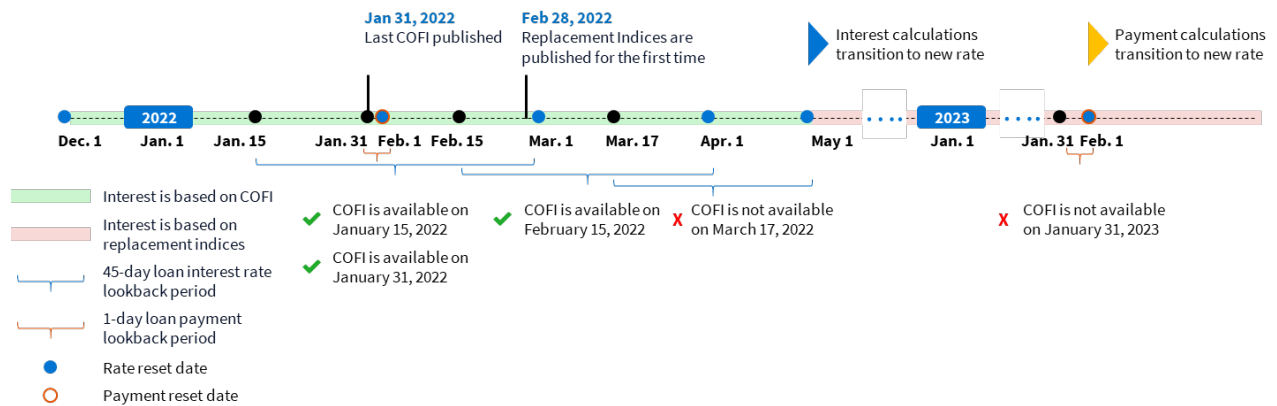 Jan 31, 2022
Last COFI published
Feb 28, 2022
Replacement Indices are
published for the first time
Interest calculations
transition to new rate
Payment calculations
transition to new rate
2022
2023
Dec. 1
Jan. 1
Jan. 15
Jan. 31
Feb. 1
Feb. 15
Mar. 1
Mar. 17
Apr. 1
May 1
Jan. 1
Jan. 31
Feb. 1
Interest is based on COFI
Interest is based on
replacement indices
45-day loan interest rate
lookback period
1-day loan payment
lookback period
Rate reset date
Payment reset date
COFI is available on
January 15, 2022
COFI is available on
January 31, 2022
COFI is available on
February 15, 2022
X
COFI is not available
on March 17, 2022
X
COFI is not available
on January 31, 2023